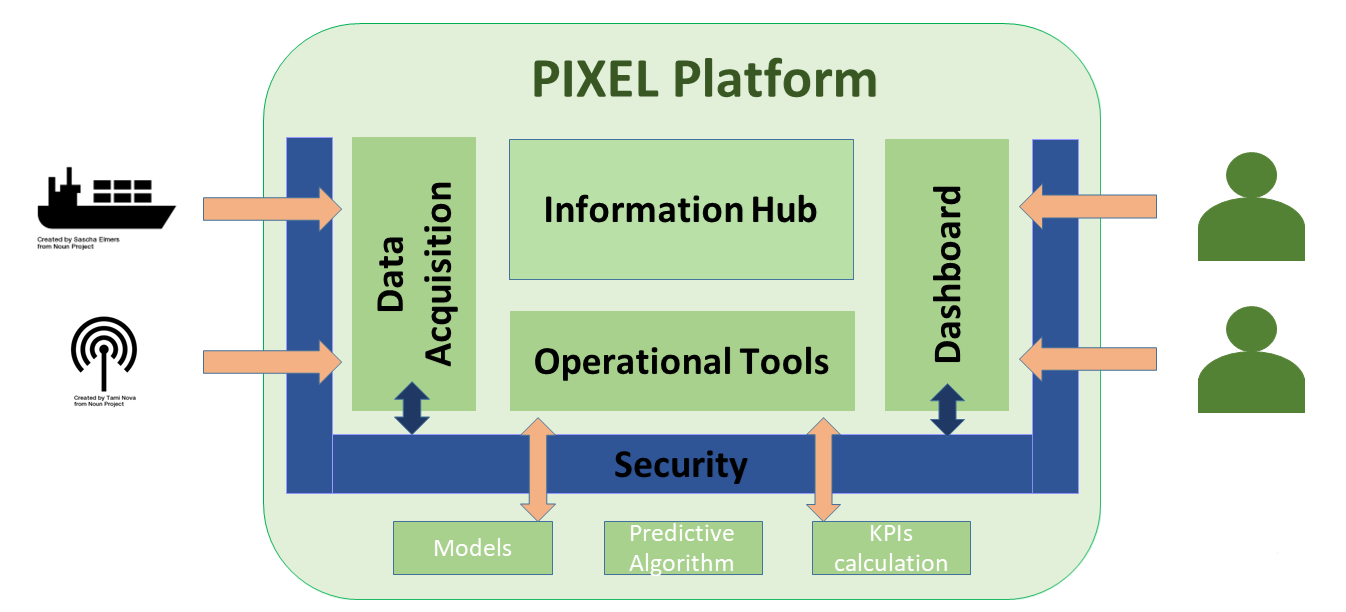 PIXEL Platform
Data
Acquisition
Information Hub
Operational Tools
Dashboard
Security
Models
Predictive
Algorithm
KPIs
calculation
Created by Sascha Elmers
from Noun Project
Created by Tami Nova
from Noun Project